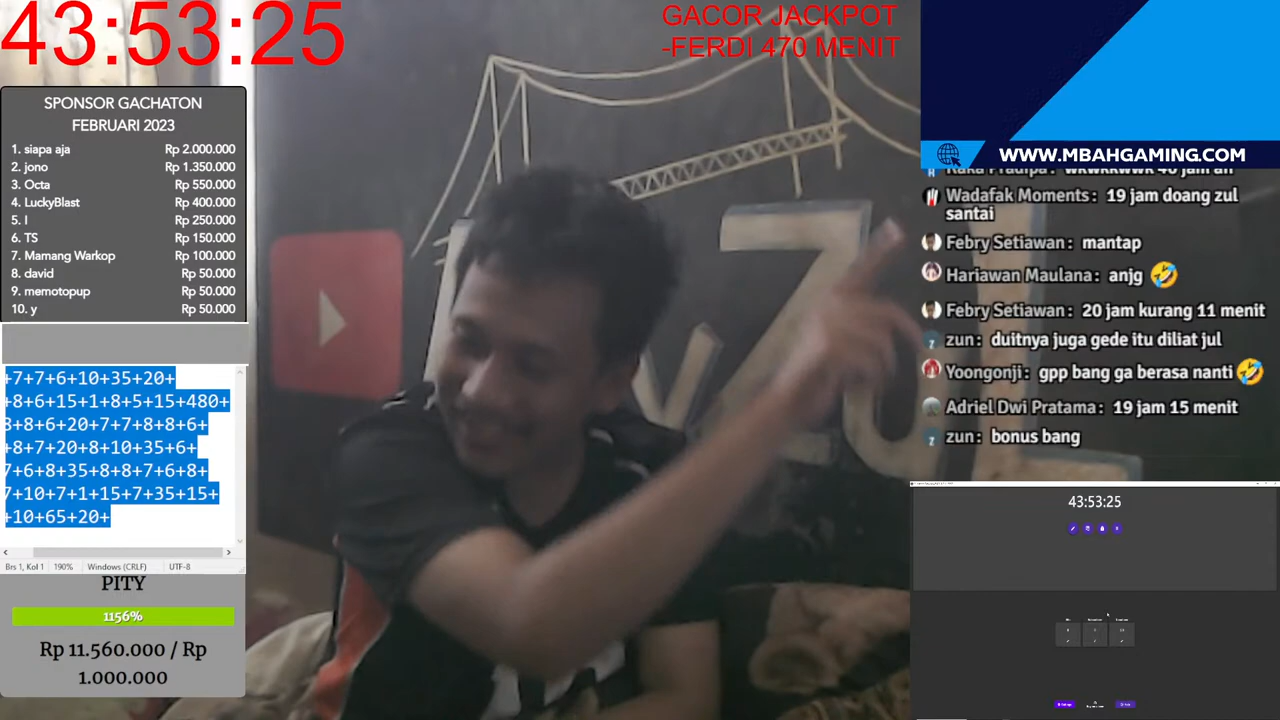 43:53:25
GACOR JACKPOT
-FERDI 470 MENIT
SPONSOR GACHATON
FEBRUARI 2023
1. siapa aja Rp 2.000.000
2. jono Rp 1.350.000
3. Octa Rp 550.000
4. LuckyBlast Rp 400.000
5. I Rp 250.000
6. TS Rp 150.000
7. Mamang Warkop Rp 100.000
8. david Rp 50.000
9. memotopup Rp 50.000
10. y Rp 50.000
+7+7+6+10+35+20+
+8+6+15+1+8+5+15+480+
8+8+6+20+7+7+8+8+6+
+8+7+20+8+10+35+6+
7+6+8+35+8+8+7+6+8+
7+10+7+1+15+7+35+15+
+10+65+20+
Brs 1, Kol 1 190% Windows (CRLF) UTF-8
PITY
1156%
Rp 11.560.000 / Rp
1.000.000
WWW.MBAHGAMING.COM
Raka Pradipa: wkwkkwwk 40 jam an
Wadafak Moments: 19 jam doang zul
santai
Febry Setiawan: mantap
Hariawan Maulana: anjg 🤣
Febry Setiawan: 20 jam kurang 11 menit
zun: duitnya juga gede itu diliat jul
Yoongonji: gpp bang ga berasa nanti 🤣
Adriel Dwi Pratama: 19 jam 15 menit
zun: bonus bang
43:53:25